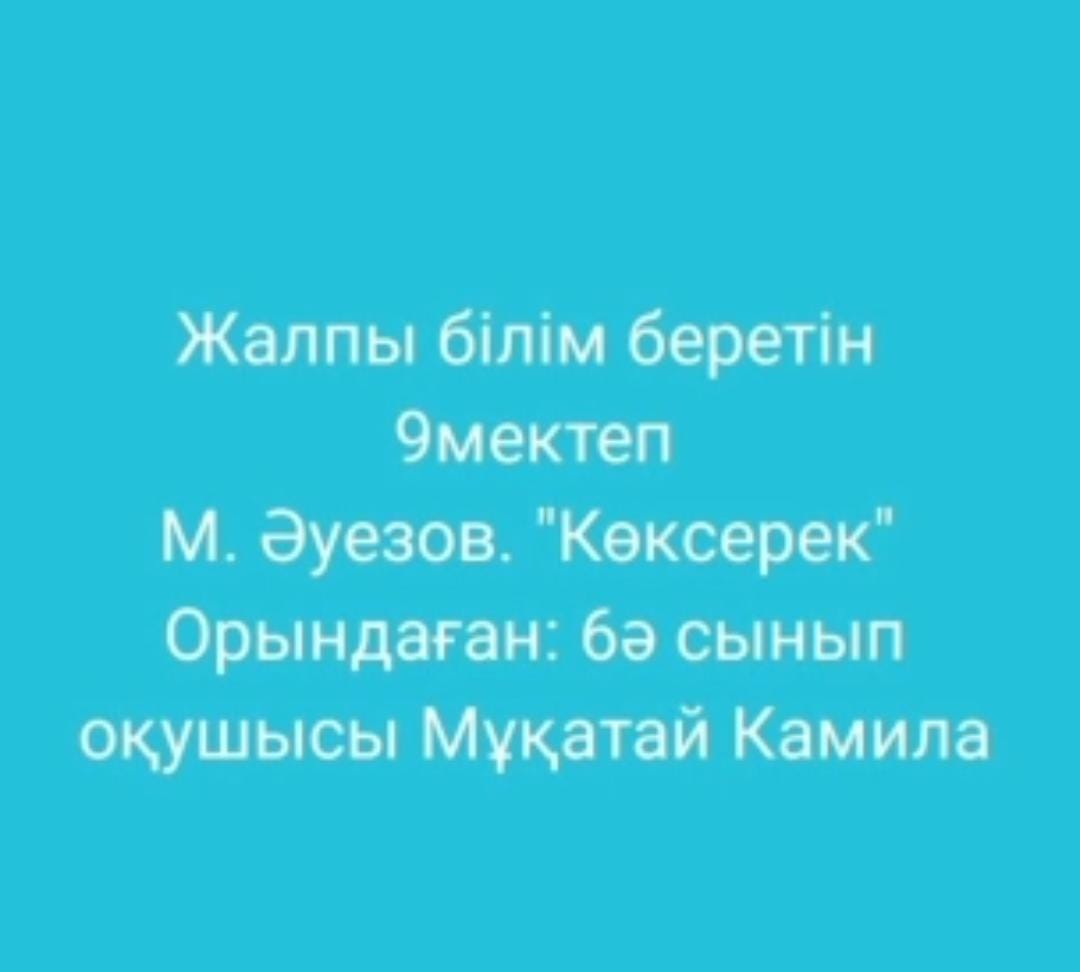 Жалпы білім беретін
9мектеп
М. Әуезов. "Көксерек"
Орындаған: 6ә сынып
оқушысы Мұқатай Камила